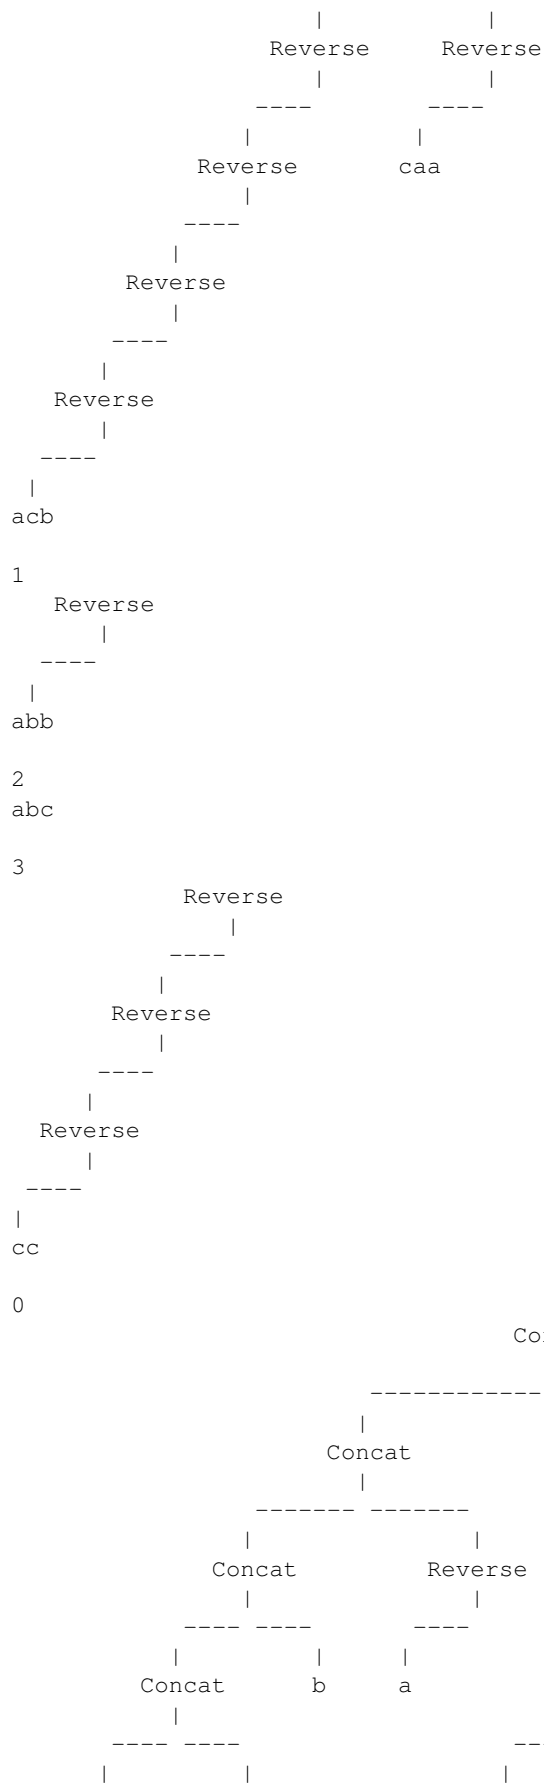 |            |
                   Reverse     Reverse
                      |            |
                  ----        ----
                 |            |
              Reverse       caa
                 |
             ----
            |
         Reverse
            |
        ----
       |
    Reverse
       |
   ----
  |
 acb

1
    Reverse
       |
   ----
  |
 abb

2
abc

3
             Reverse
                |
            ----
           |
        Reverse
           |
       ----
      |
   Reverse
      |
  ----
 |
 cc

0
                                    Con
                          ------------
                         |
                       Concat
                         |
                  ------- -------
                 |               |
               Concat         Reverse
                 |               |
             ---- ----       ----
            |         |     |
          Concat      b     a
            |
        ---- ----                   --
       |         |                 |